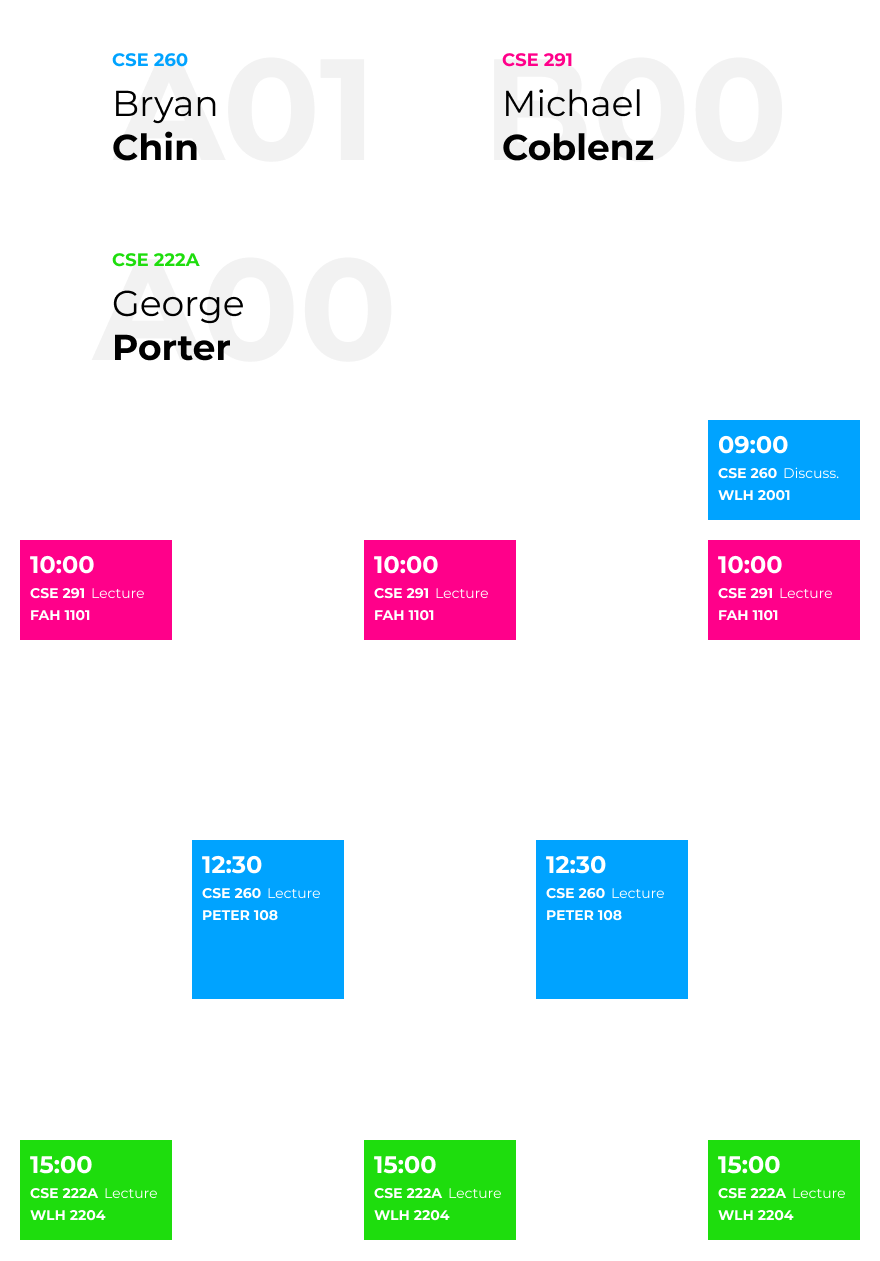 CSE 260
A01
Bryan
Chin
CSE 291
B00
Michael
Coblenz
CSE 222A
A00
George
Porter
09:00
CSE 260 Discuss.
WLH 2001
10:00
CSE 291 Lecture
FAH 1101
10:00
CSE 291 Lecture
FAH 1101
10:00
CSE 291 Lecture
FAH 1101
12:30
CSE 260 Lecture
PETER 108
12:30
CSE 260 Lecture
PETER 108
15:00
CSE 222A Lecture
WLH 2204
15:00
CSE 222A Lecture
WLH 2204
15:00
CSE 222A Lecture
WLH 2204